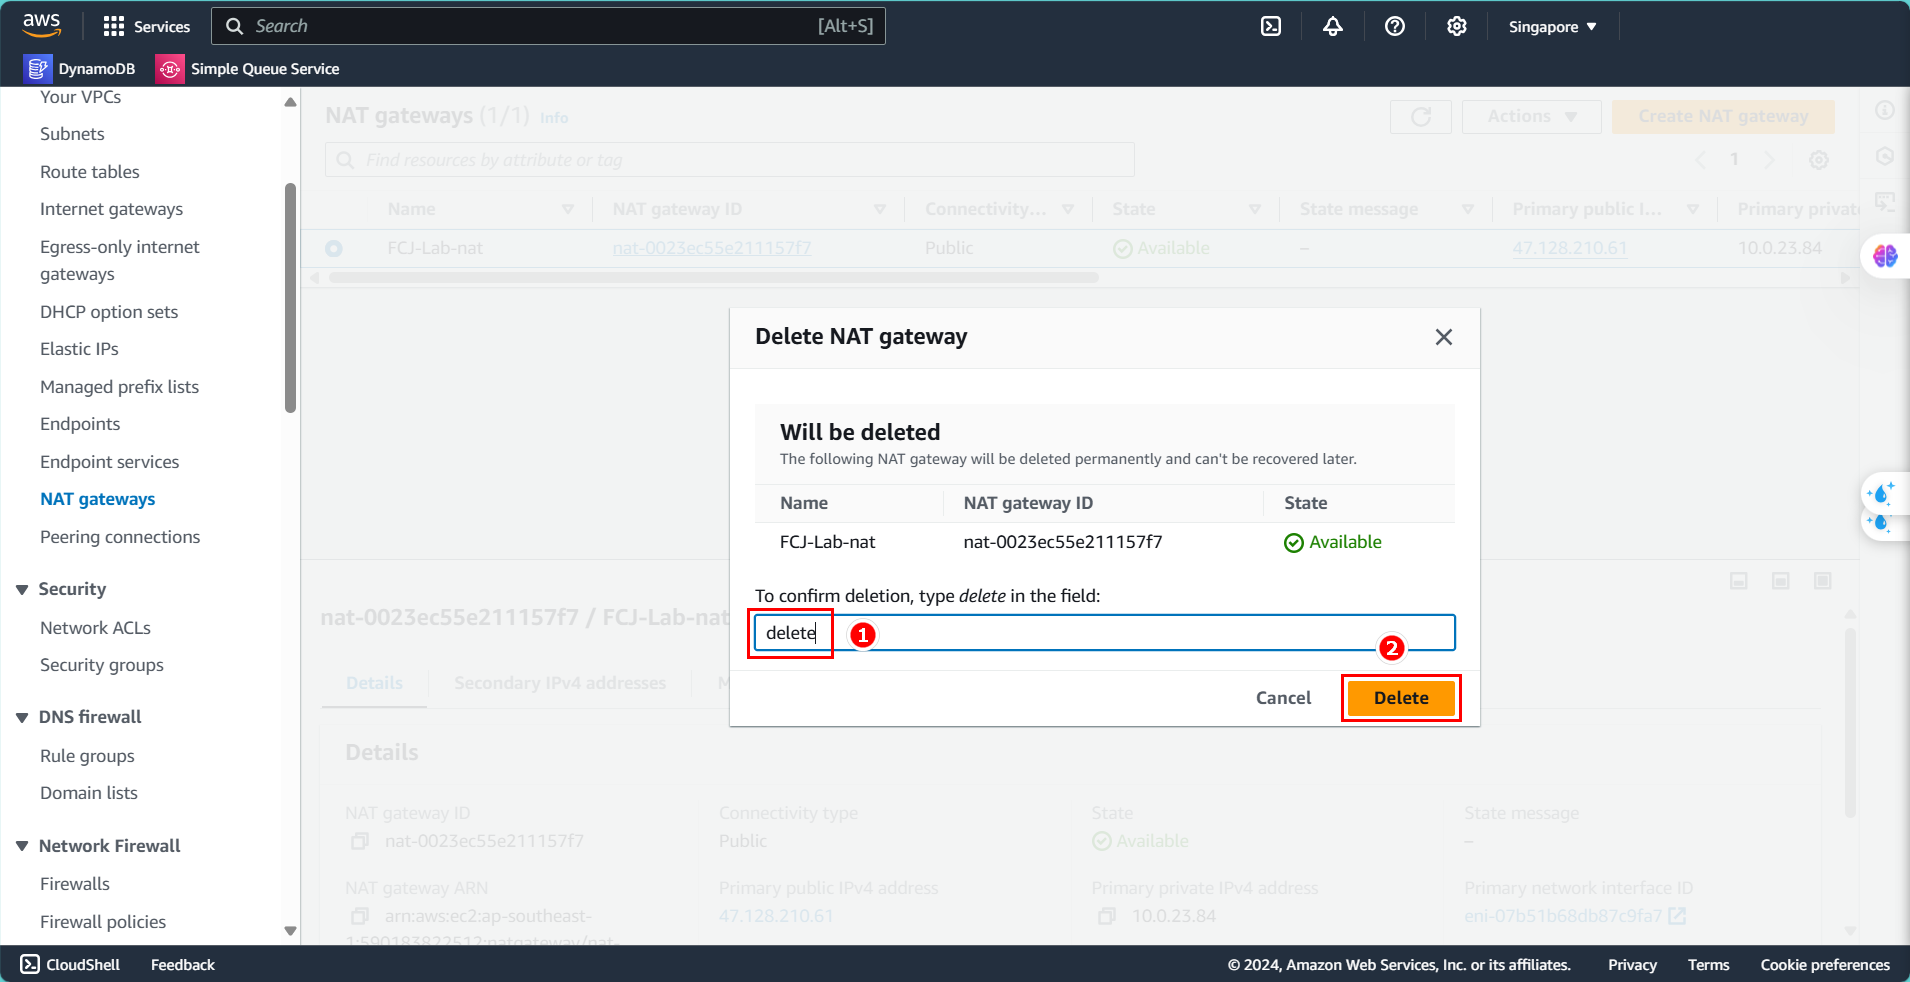 aws
Services
Search
[Alt+S]
Singapore
DynamoDB
Simple Queue Service
Your VPCs
Subnets
Route tables
Internet gateways
Egress-only internet
gateways
DHCP option sets
Elastic IPs
Managed prefix lists
Endpoints
Endpoint services
NAT gateways
Peering connections
Security
Network ACLs
Security groups
DNS firewall
Rule groups
Domain lists
Network Firewall
Firewalls
Firewall policies
NAT gateways (1/1) Info
Actions
Create NAT gateway
Find resources by attribute or tag
1
Name
NAT gateway ID
Connectivity...
State
State message
Primary public I...
Primary private
FCJ-Lab-nat
nat-0023ec55e211157f7
Public
Available
–
47.128.210.61
10.0.23.84
Delete NAT gateway
Will be deleted
The following NAT gateway will be deleted permanently and can't be recovered later.
Name
NAT gateway ID
State
FCJ-Lab-nat
nat-0023ec55e211157f7
Available
To confirm deletion, type delete in the field:
delete
1
2
Cancel
Delete
nat-0023ec55e211157f7 / FCJ-Lab-nat
Details
Secondary IPv4 addresses
M
Details
NAT gateway ID
nat-0023ec55e211157f7
Connectivity type
Public
State
Available
State message
–
NAT gateway ARN
arn:aws:ec2:ap-southeast-
1:590183822512:natgateway/nat-
Primary public IPv4 address
47.128.210.61
Primary private IPv4 address
10.0.23.84
Primary network interface ID
eni-07b51b68db87c9fa7
CloudShell
Feedback
© 2024, Amazon Web Services, Inc. or its affiliates.
Privacy
Terms
Cookie preferences